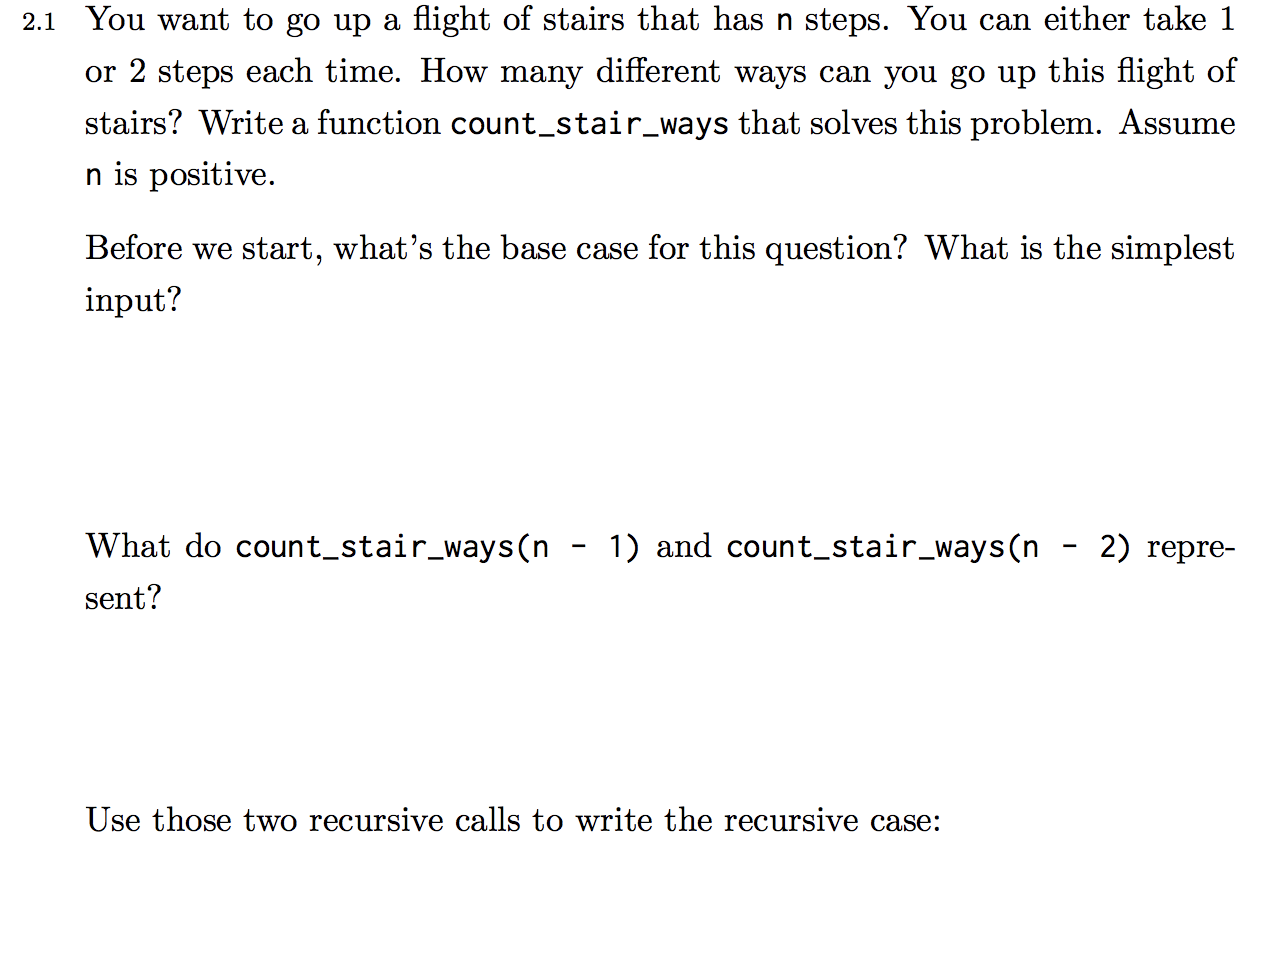 2.1 You want to go up a flight of stairs that has n steps. You can either take 1
or 2 steps each time. How many different ways can you go up this flight of
stairs? Write a function count_stair_ways that solves this problem. Assume
n is positive.
Before we start, what's the base case for this question? What is the simplest
input?
What do count_stair_ways(n - 1) and count_stair_ways(n - 2) repre-
sent?
Use those two recursive calls to write the recursive case: